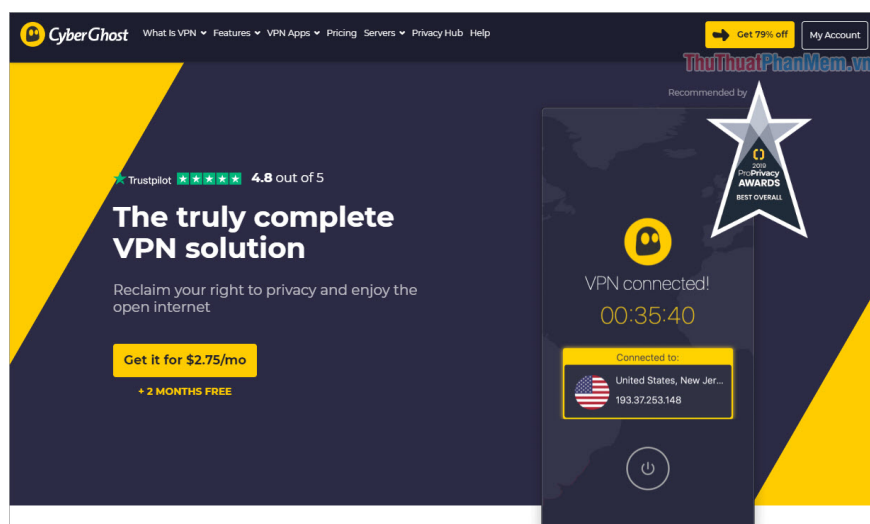 CyberGhost
What Is VPN Features VPN Apps Pricing Servers Privacy Hub Help
Get 79% off
My Account
ThuThuatPhanMem.vn
Recommended by
2019
ProPrivacy
AWARDS
BEST OVERALL
Trustpilot 4.8 out of 5
The truly complete
VPN solution
Reclaim your right to privacy and enjoy the
open internet
Get it for $2.75/mo
+ 2 MONTHS FREE
VPN connected!
00:35:40
Connected to:
United States, New Jer...
193.37.253.148